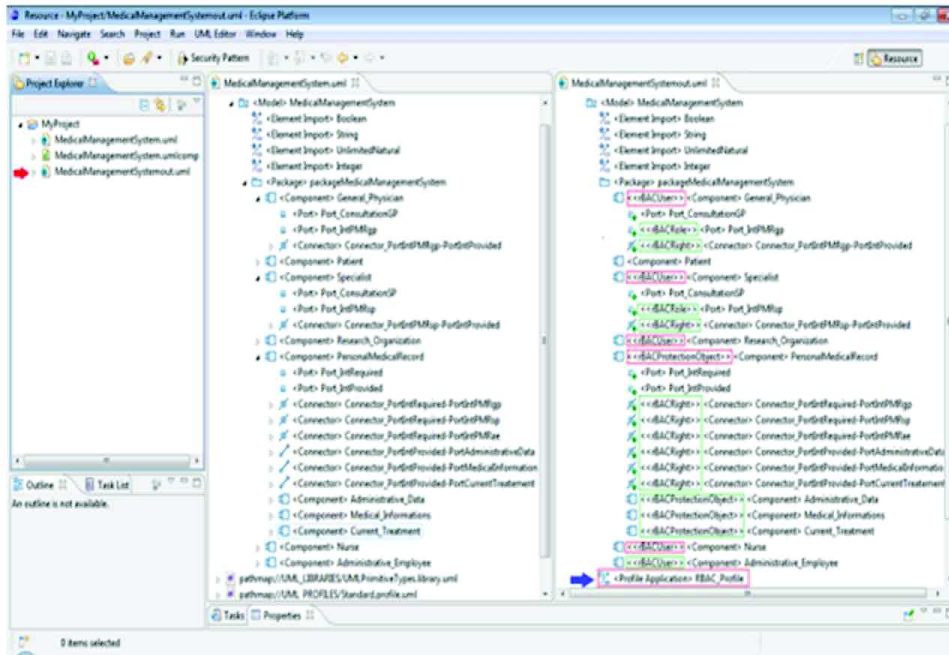 Resource - MyProject/MedicalManagementSystemout.uml - Eclipse Platform
File Edit Navigate Search Project Run UML Editor Window Help
Security Pattern
Resource
Project Explorer
MyProject
MedicalManagementSystem.uml
MedicalManagementSystem.umlcomp
MedicalManagementSystemout.uml
Outline
Task List
An outline is not available.
MedicalManagementSystem.uml
<Model> MedicalManagementSystem
<Element Import> Boolean
<Element Import> String
<Element Import> UnlimitedNatural
<Element Import> Integer
<Package> packageMedicalManagementSystem
<Component> General_Physician
<Port> Port_ConsultationGP
<Port> Port_IntPMRgp
<Connector> Connector_PortIntPMRgp-PortIntProvided
<Component> Patient
<Component> Specialist
<Port> Port_ConsultationSP
<Port> Port_IntPMRsp
<Connector> Connector_PortIntPMRsp-PortIntProvided
<Component> Research_Organization
<Component> PersonalMedicalRecord
<Port> Port_IntRequired
<Port> Port_IntProvided
<Connector> Connector_PortIntRequired-PortIntPMRgp
<Connector> Connector_PortIntRequired-PortIntPMRsp
<Connector> Connector_PortIntRequired-PortIntPMRae
<Connector> Connector_PortIntProvided-PortAdministrativeData
<Connector> Connector_PortIntProvided-PortMedicalInformation
<Connector> Connector_PortIntProvided-PortCurrentTreatement
<Component> Administrative_Data
<Component> Medical_Informations
<Component> Current_Treatment
<Component> Nurse
<Component> Administrative_Employee
pathmap://UML_LIBRARIES/UMLPrimitiveTypes.library.uml
pathmap://UML_PROFILES/Standard.profile.uml
MedicalManagementSystemout.uml
<Model> MedicalManagementSystem
<Element Import> Boolean
<Element Import> String
<Element Import> UnlimitedNatural
<Element Import> Integer
<Package> packageMedicalManagementSystem
<<rBACUser>> <Component> General_Physician
<Port> Port_ConsultationGP
<<rBACRole>> <Port> Port_IntPMRgp
<<rBACRight>> <Connector> Connector_PortIntPMRgp-PortIntProvided
<Component> Patient
<<rBACUser>> <Component> Specialist
<Port> Port_ConsultationSP
<<rBACRole>> <Port> Port_IntPMRsp
<<rBACRight>> <Connector> Connector_PortIntPMRsp-PortIntProvided
<<rBACUser>> <Component> Research_Organization
<<rBACProtectionObject>> <Component> PersonalMedicalRecord
<Port> Port_IntRequired
<Port> Port_IntProvided
<<rBACRight>> <Connector> Connector_PortIntRequired-PortIntPMRgp
<<rBACRight>> <Connector> Connector_PortIntRequired-PortIntPMRsp
<<rBACRight>> <Connector> Connector_PortIntRequired-PortIntPMRae
<<rBACRight>> <Connector> Connector_PortIntProvided-PortAdministrativeData
<<rBACRight>> <Connector> Connector_PortIntProvided-PortMedicalInformatio
<<rBACRight>> <Connector> Connector_PortIntProvided-PortCurrentTreatement
<<rBACProtectionObject>> <Component> Administrative_Data
<<rBACProtectionObject>> <Component> Medical_Informations
<<rBACProtectionObject>> <Component> Current_Treatment
<<rBACUser>> <Component> Nurse
<<rBACUser>> <Component> Administrative_Employee
<Profile Application> RBAC_Profile
Tasks
Properties
0 items selected